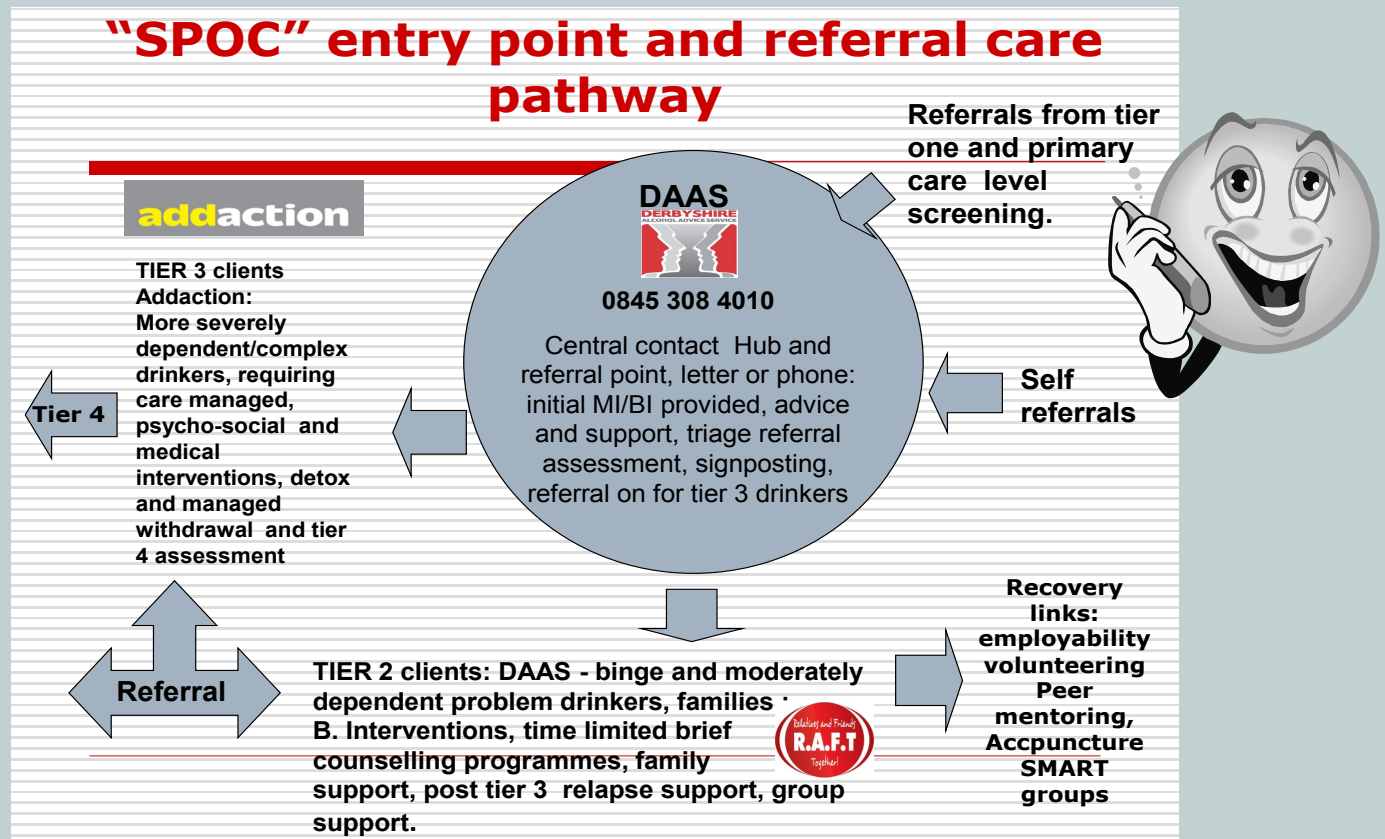 “SPOC” entry point and referral care
pathway
Referrals from tier
one and primary
care level
screening.
DAAS
DERBYSHIRE
ALCOHOL ADVICE SERVICE
0845 308 4010
Central contact Hub and
referral point, letter or phone:
initial MI/BI provided, advice
and support, triage referral
assessment, signposting,
referral on for tier 3 drinkers
Self
referrals
addaction
TIER 3 clients
Addaction:
More severely
dependent/complex
drinkers, requiring
care managed,
psycho-social and
medical
interventions, detox
and managed
withdrawal and tier
4 assessment
Tier 4
Referral
TIER 2 clients: DAAS - binge and moderately
dependent problem drinkers, families :
B. Interventions, time limited brief
counselling programmes, family
support, post tier 3 relapse support, group
support.
Relatives and Friends
R.A.F.T
Together!
Recovery
links:
employability
volunteering
Peer
mentoring,
Accpuncture
SMART
groups